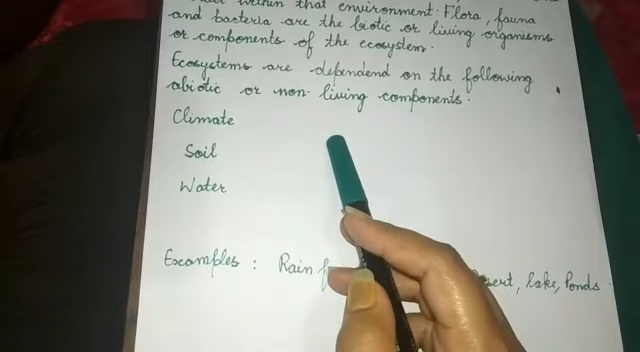 within that environment. Flora, fauna
and bacteria are the biotic or living organisms
or components of the ecosystem.
Ecosystems are dependend on the following
abiotic or non-living components.
Climate
Soil
Water
Examples : Rain lake, Ponds